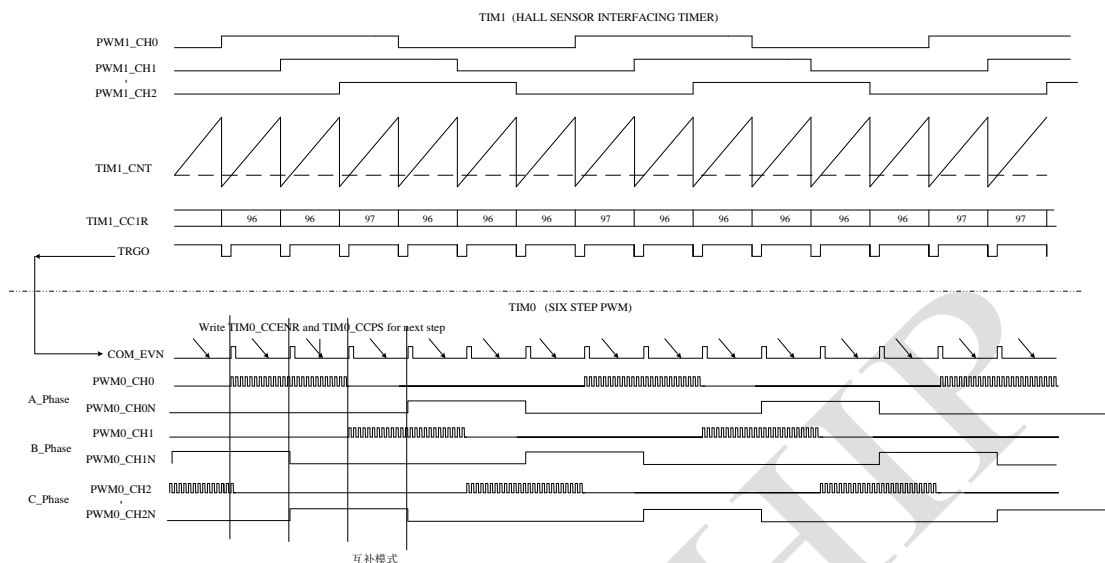 TIM1 (HALL SENSOR INTERFACING TIMER)
PWM1_CH0
PWM1_CH1
PWM1_CH2
TIM1_CNT
TIM1_CC1R
96 96 97 96 96 96 97 96 96 96 96 96 97 97
TRGO
TIM0 (SIX STEP PWM)
Write TIM0_CCENR and TIM0_CCPS for next step
COM_EVN
PWM0_CH0
A_Phase
PWM0_CH0N
PWM0_CH1
B_Phase
PWM0_CH1N
PWM0_CH2
C_Phase
PWM0_CH2N
互补模式
HIP